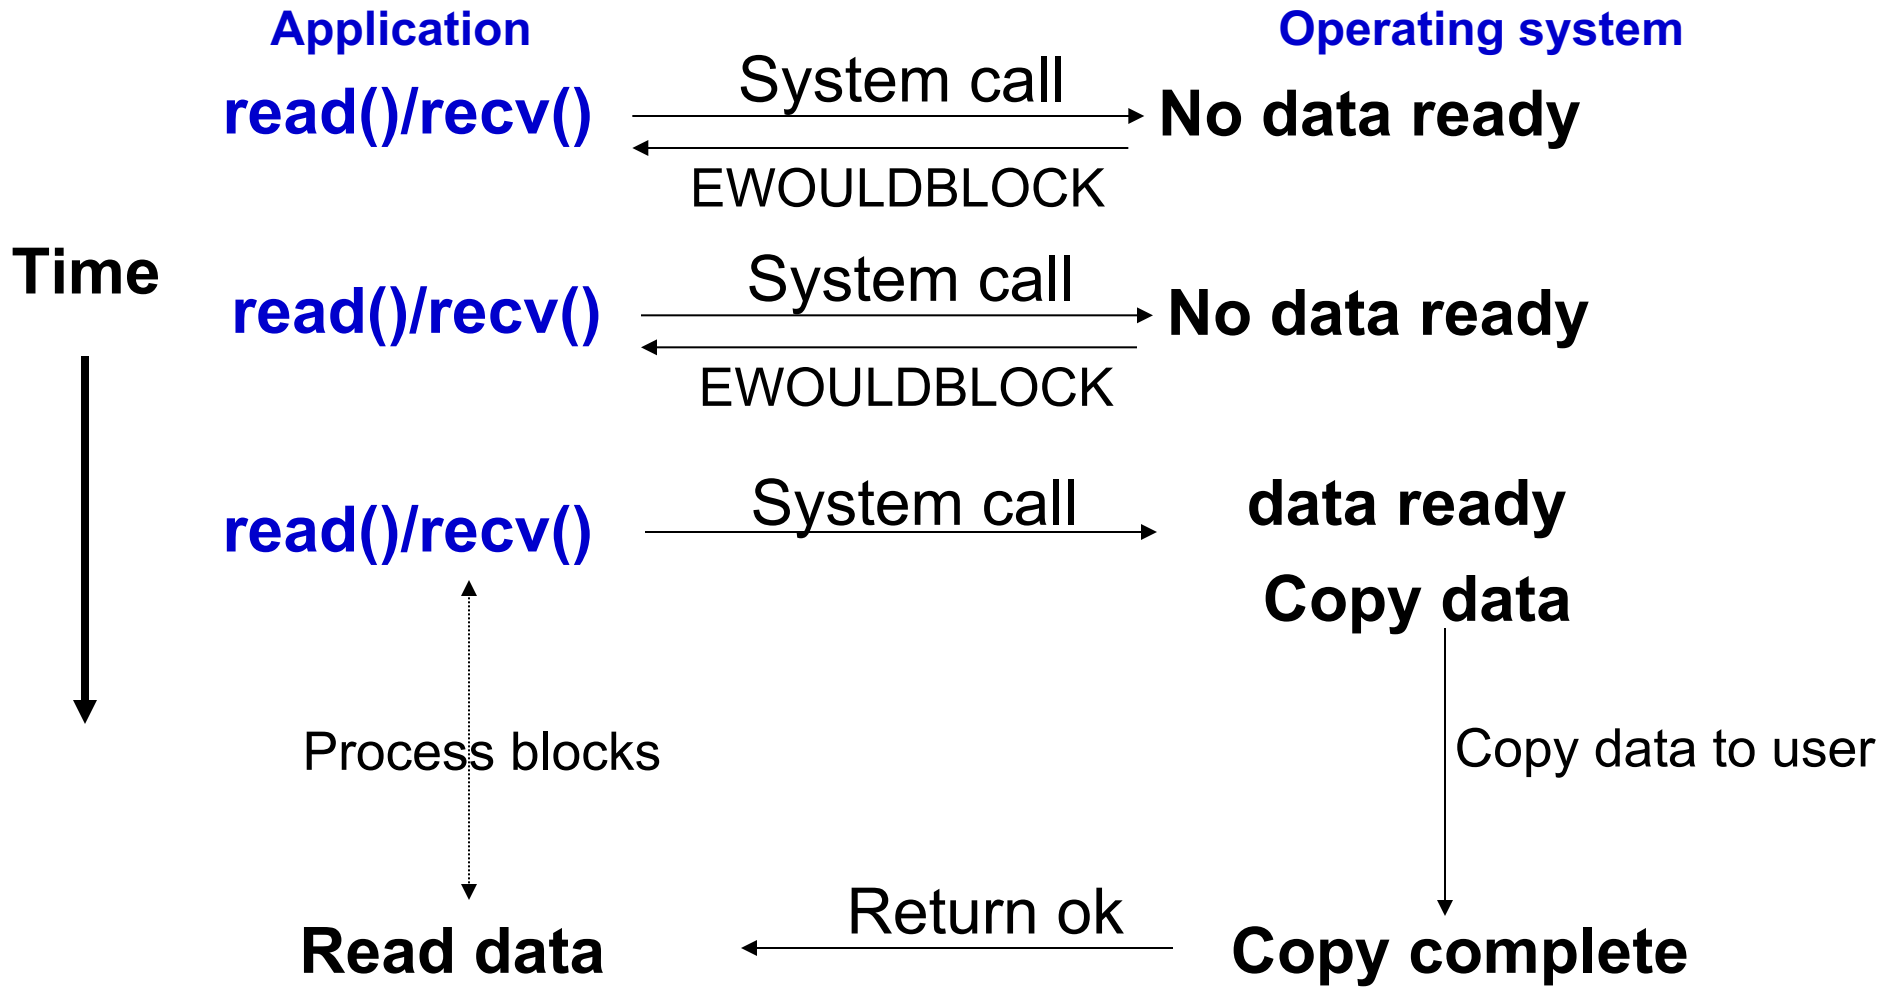 Application
Operating system
System call
read()/recv()
No data ready
EWOULDBLOCK
Time
System call
read()/recv()
No data ready
EWOULDBLOCK
System call
data ready
read()/recv()
Copy data
Process blocks
Copy data to user
Return ok
Read data
Copy complete